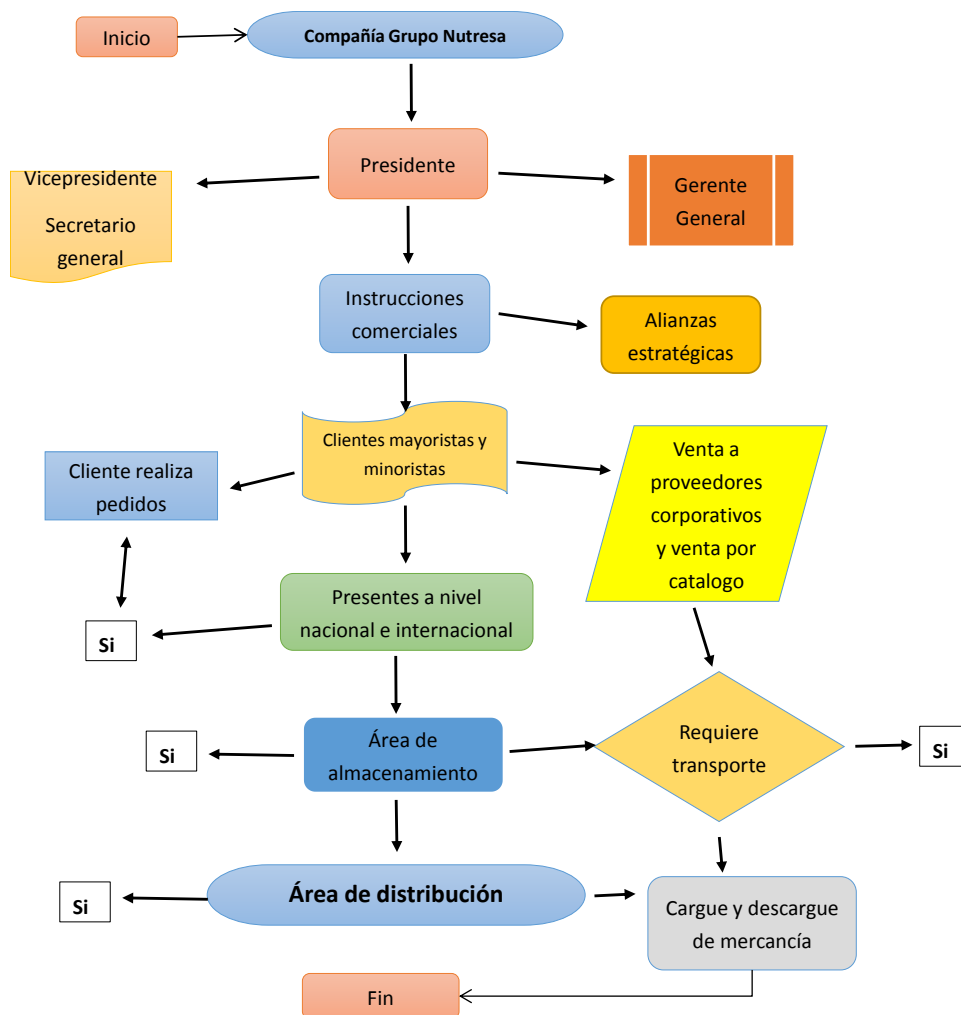 Inicio
Compañía Grupo Nutresa
Presidente
Vicepresidente
Secretario
general
Gerente
General
Instrucciones
comerciales
Alianzas
estratégicas
Clientes mayoristas y
minoristas
Cliente realiza
pedidos
Venta a
proveedores
corporativos
y venta por
catalogo
Presentes a nivel
nacional e internacional
Si
Área de
almacenamiento
Si
Requiere
transporte
Si
Área de distribución
Si
Cargue y descargue
de mercancía
Fin